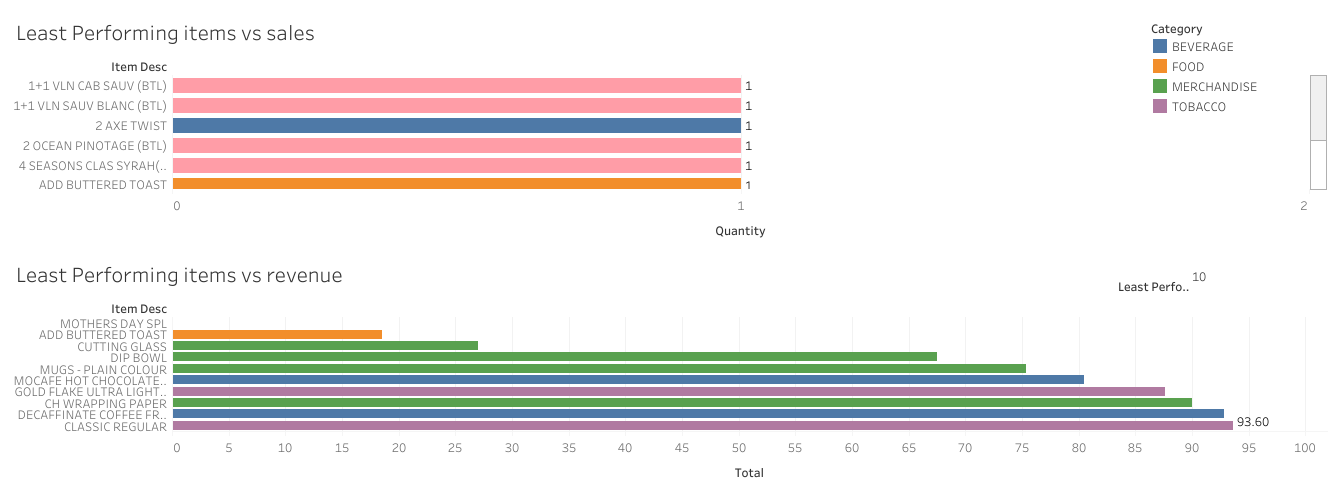 Least Performing items vs sales
Category
BEVERAGE
FOOD
MERCHANDISE
TOBACCO
Item Desc
1+1 VLN CAB SAUV (BTL) 1
1+1 VLN SAUV BLANC (BTL) 1
2 AXE TWIST 1
2 OCEAN PINOTAGE (BTL) 1
4 SEASONS CLAS SYRAH(.. 1
ADD BUTTERED TOAST 1
0 1 2
Quantity
Least Performing items vs revenue
10
Least Perfo..
Item Desc
MOTHERS DAY SPL
ADD BUTTERED TOAST
CUTTING GLASS
DIP BOWL
MUGS - PLAIN COLOUR
MOCAFE HOT CHOCOLATE..
GOLD FLAKE ULTRA LIGHT..
CH WRAPPING PAPER
DECAFFINATE COFFEE FR..
CLASSIC REGULAR 93.60
0 5 10 15 20 25 30 35 40 45 50 55 60 65 70 75 80 85 90 95 100
Total